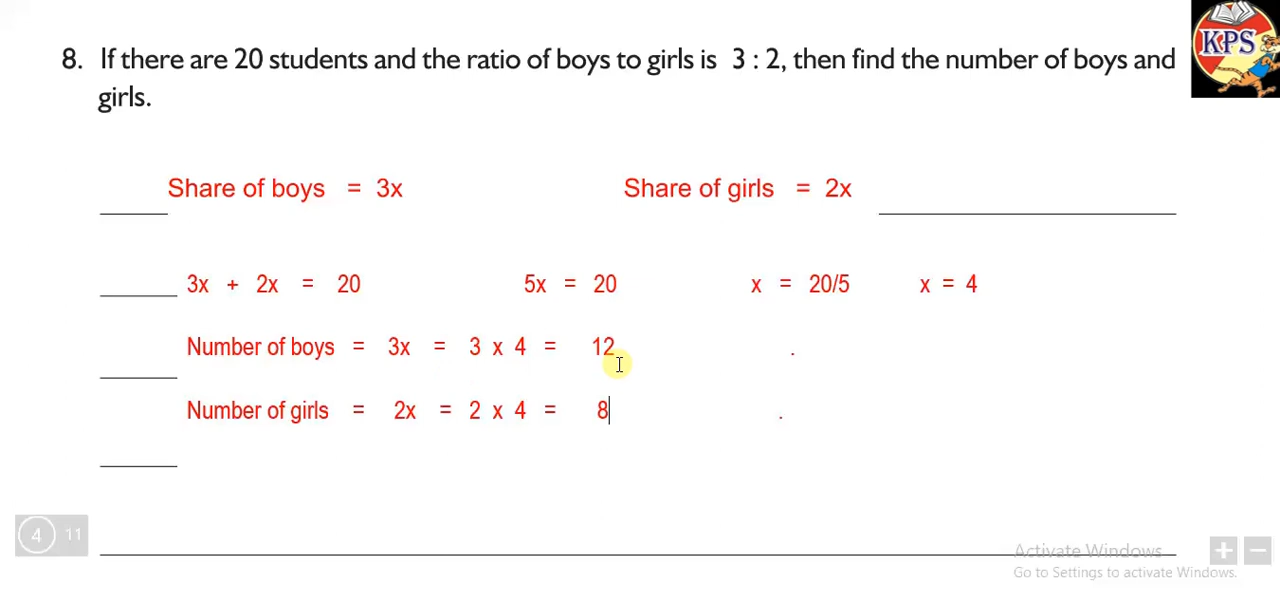 KPS
8. If there are 20 students and the ratio of boys to girls is 3 : 2, then find the number of boys and
girls.
Share of boys = 3x Share of girls = 2x
3x + 2x = 20 5x = 20 x = 20/5 x = 4
Number of boys = 3x = 3 x 4 = 12 .
Number of girls = 2x = 2 x 4 = 8 .
4 11
Activate Windows
Go to Settings to activate Windows.